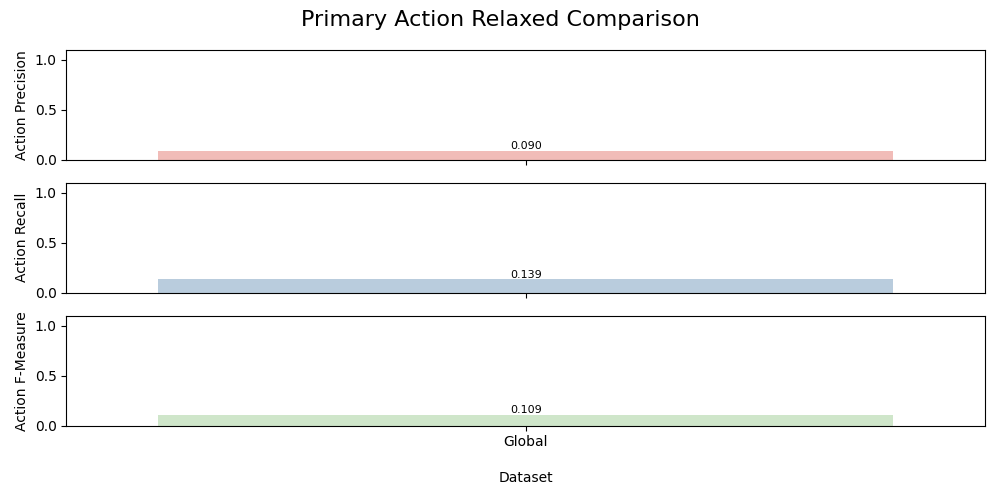 Primary Action Relaxed Comparison
Action Precision
1.0
0.5
0.0
0.090
Action Recall
1.0
0.5
0.0
0.139
Action F-Measure
1.0
0.5
0.0
0.109
Global
Dataset